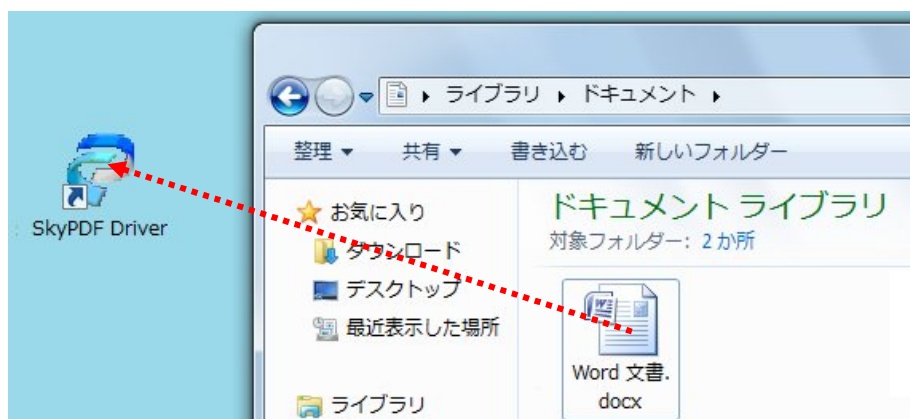 ライブラリ ドキュメント
整理 共有 書き込む 新しいフォルダー
SkyPDF Driver
お気に入り
ダウンロード
デスクトップ
最近表示した場所
ライブラリ
ドキュメント ライブラリ
対象フォルダー: 2か所
Word 文書.
docx